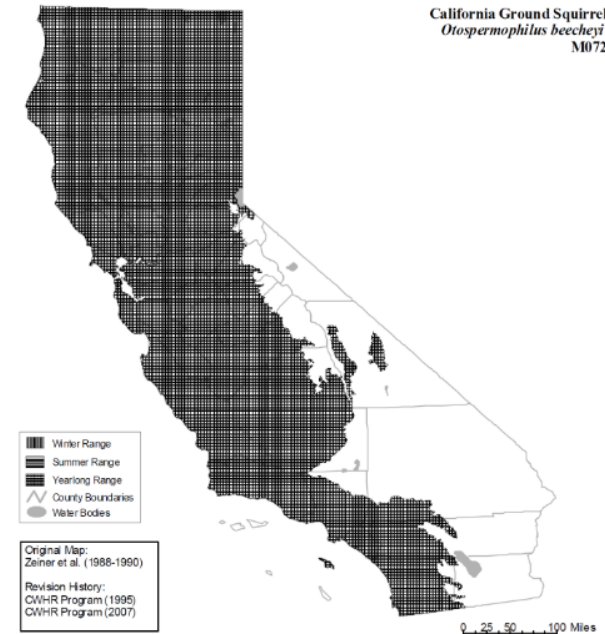 California Ground Squirrel
Otospermophilus beecheyi
M072
Winter Range
Summer Range
Yearlong Range
County Boundaries
Water Bodies
Original Map:
Zeiner et al. (1988-1990)
Revision History:
CWHR Program (1995)
CWHR Program (2007)
0 25 50 100 Miles